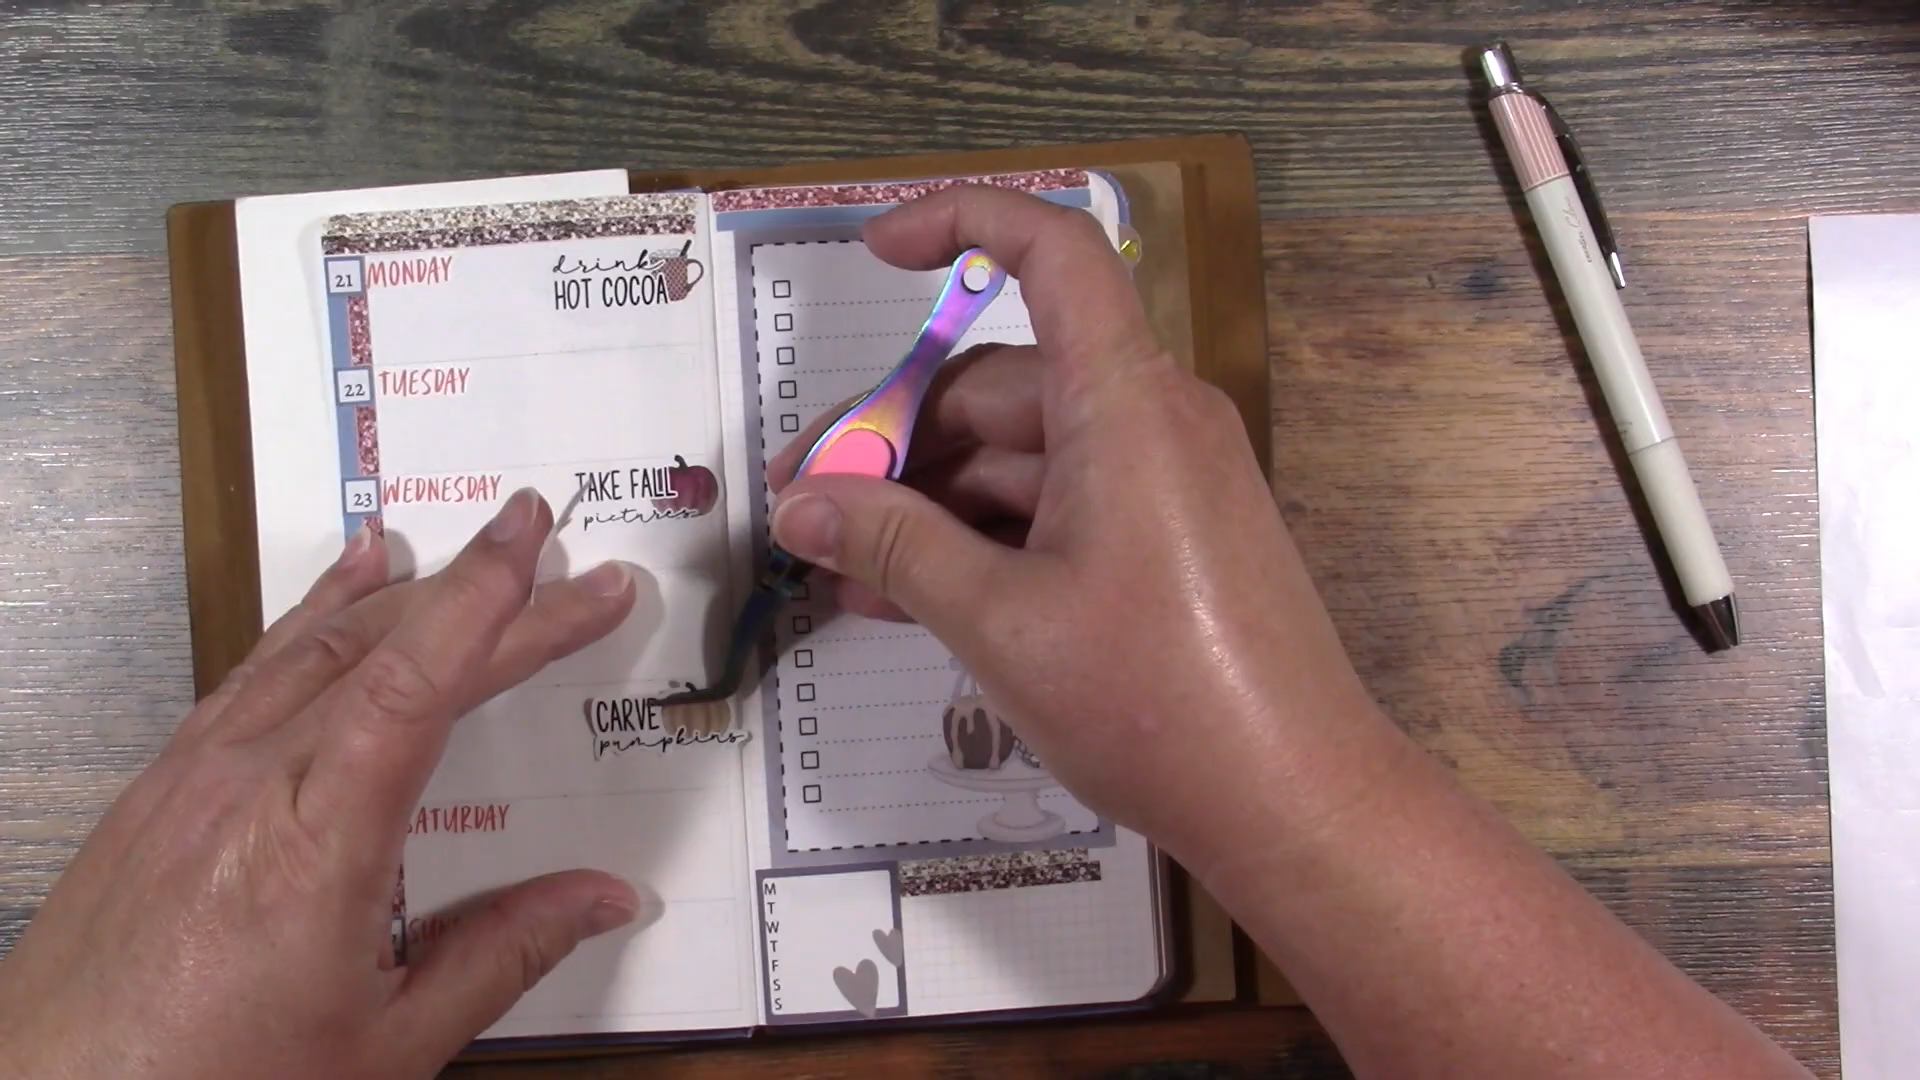 21 MONDAY
drink
HOT COCOA
22 TUESDAY
23 WEDNESDAY
TAKE FALL
pictures
CARVE
pumpkins
SATURDAY
M
T
W
T
F
S
S